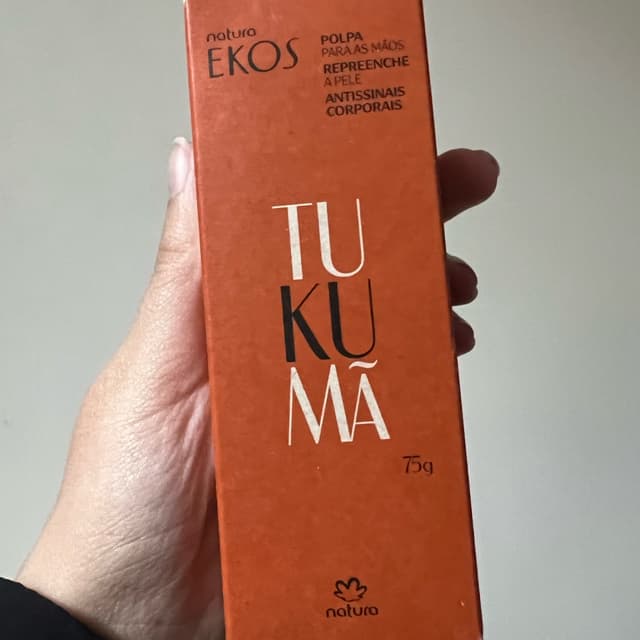 natura
EKOS
POLPA
PARA AS MÃOS
REPREENCHE
A PELE
ANTISSINAIS
CORPORAIS
TU
KU
MÃ
75g
natura